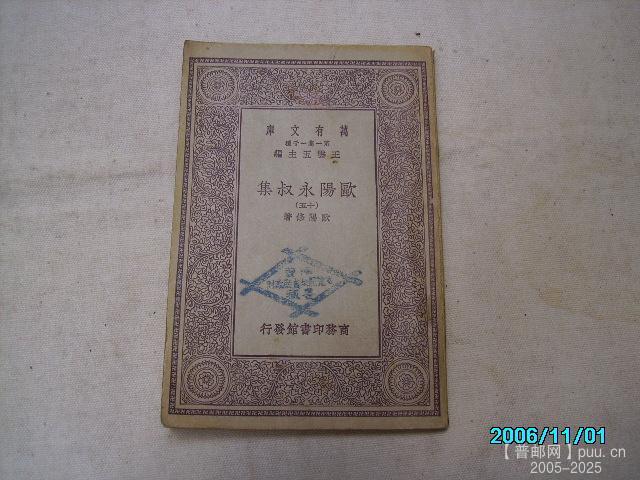 萬有文庫
第一集一千種
王雲五主編
歐陽永叔集
(十五)
歐陽修著
商務印書館發行
2006/11/01
【普邮网】puu.cn
2005-2025